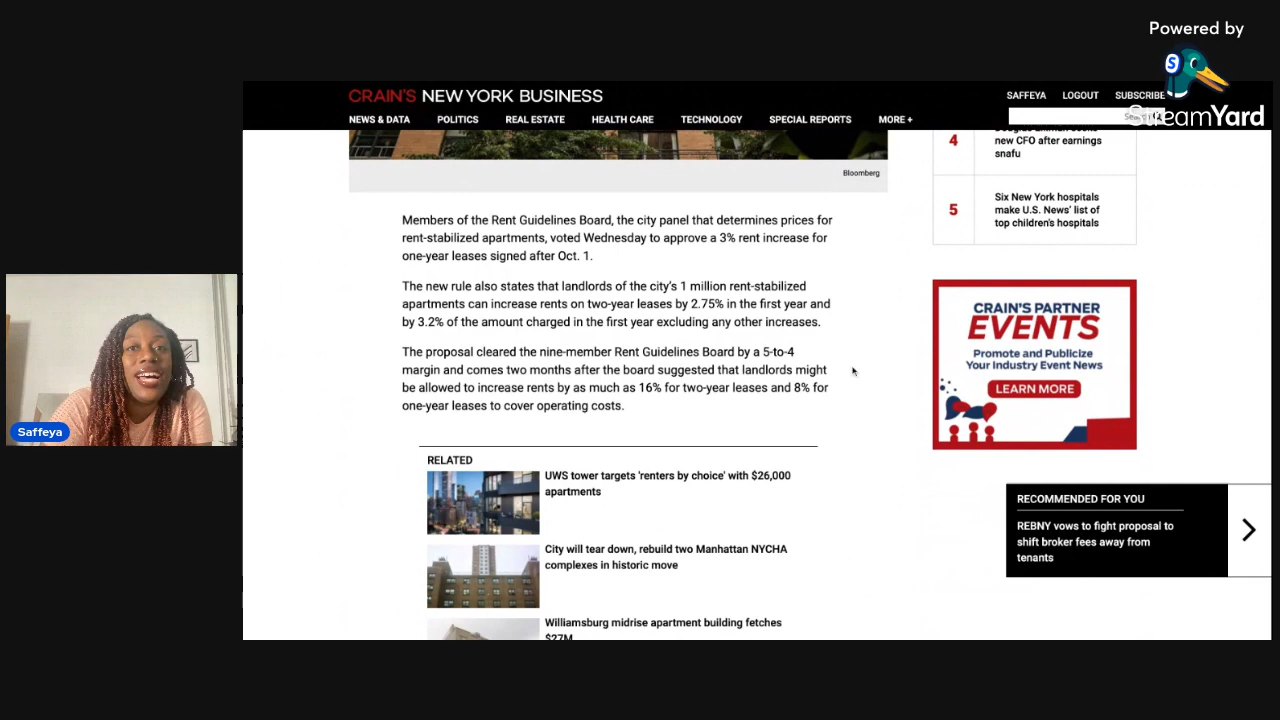 Powered by
StreamYard
CRAIN'S NEW YORK BUSINESS
SAFFEYA LOGOUT SUBSCRIBE
NEWS & DATA POLITICS REAL ESTATE HEALTH CARE TECHNOLOGY SPECIAL REPORTS MORE +
Bloomberg
Members of the Rent Guidelines Board, the city panel that determines prices for
rent-stabilized apartments, voted Wednesday to approve a 3% rent increase for
one-year leases signed after Oct. 1.
The new rule also states that landlords of the city's 1 million rent-stabilized
apartments can increase rents on two-year leases by 2.75% in the first year and
by 3.2% of the amount charged in the first year excluding any other increases.
The proposal cleared the nine-member Rent Guidelines Board by a 5-to-4
margin and comes two months after the board suggested that landlords might
be allowed to increase rents by as much as 16% for two-year leases and 8% for
one-year leases to cover operating costs.
RELATED
UWS tower targets 'renters by choice' with $26,000
apartments
City will tear down, rebuild two Manhattan NYCHA
complexes in historic move
Williamsburg midrise apartment building fetches
$27M
4
new CFO after earnings
snafu
5
Six New York hospitals
make U.S. News' list of
top children's hospitals
CRAIN'S PARTNER
EVENTS
Promote and Publicize
Your Industry Event News
LEARN MORE
RECOMMENDED FOR YOU
REBNY vows to fight proposal to
shift broker fees away from
tenants
Saffeya